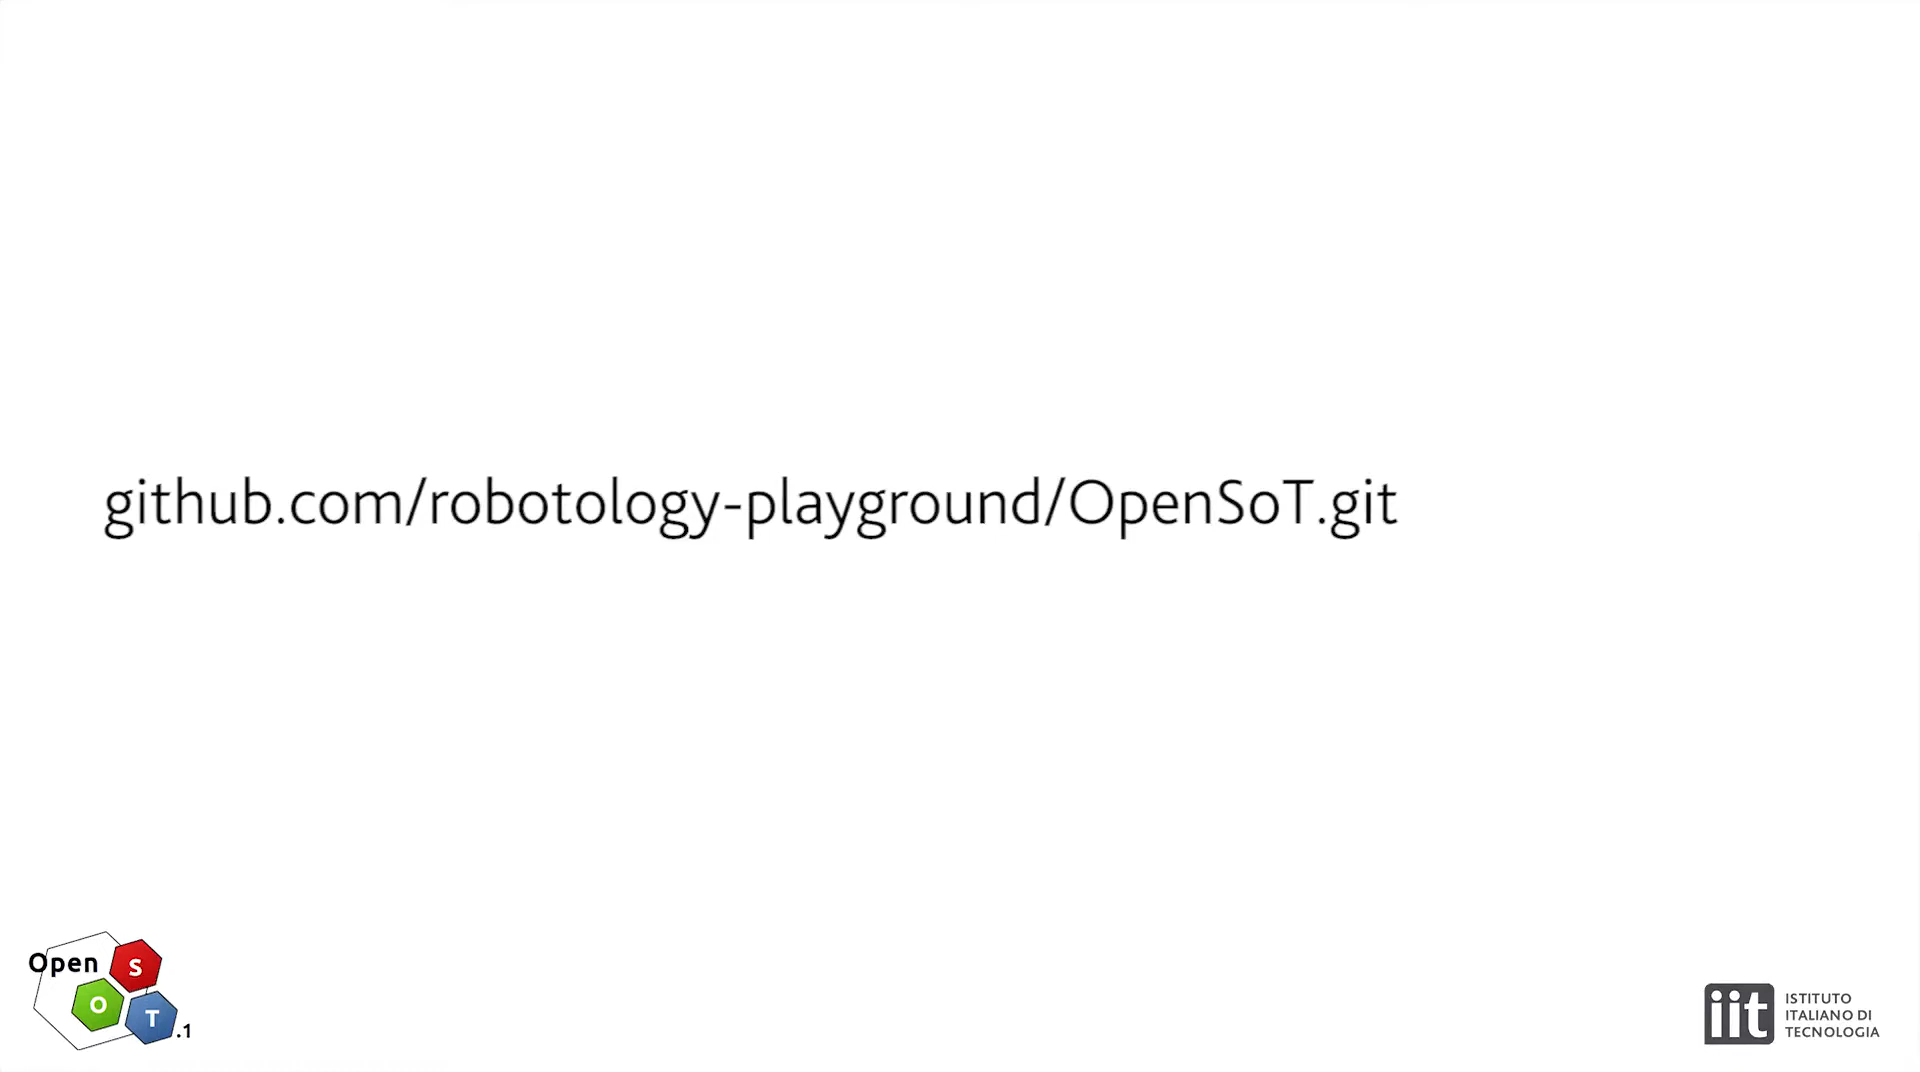 github.com/robotology-playground/OpenSoT.git
Open
S
O
T
.1
iit
ISTITUTO
ITALIANO DI
TECNOLOGIA